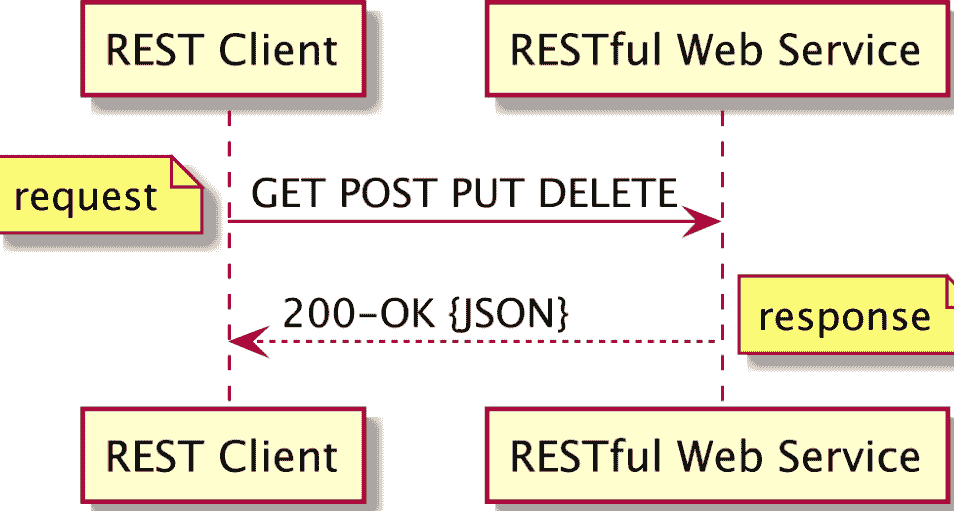 REST Client
RESTful Web Service
request
GET POST PUT DELETE
200-OK {JSON}
response
REST Client
RESTful Web Service